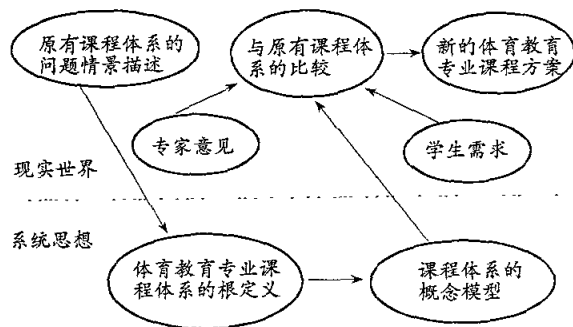 原有课程体系的
问题情景描述
与原有课程体
系的比较
新的体育教育
专业课程方案
专家意见
学生需求
现实世界
系统思想
体育教育专业课
程体系的根定义
课程体系的
概念模型